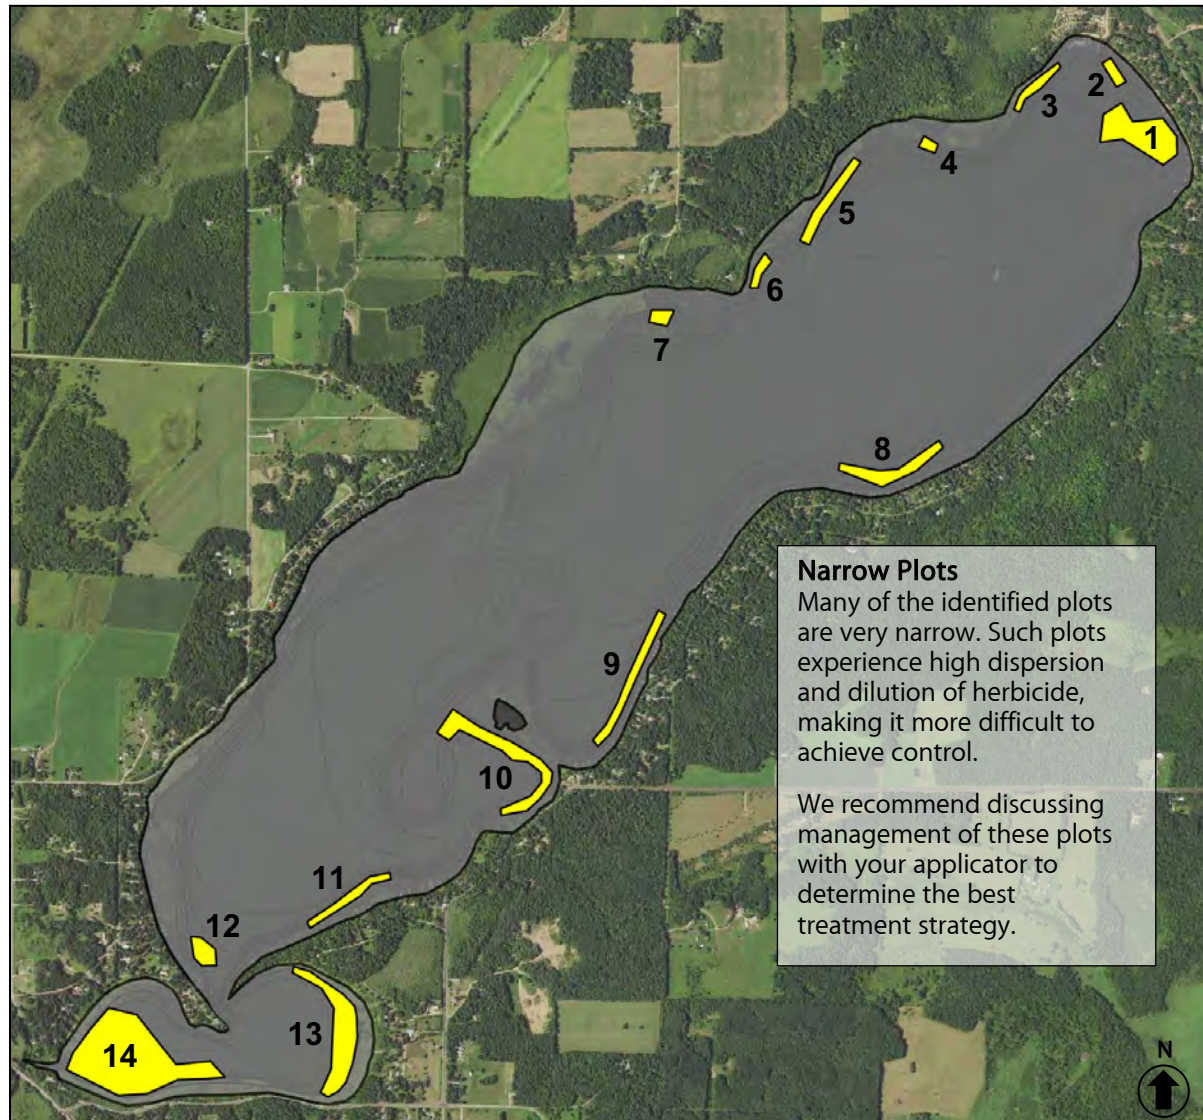 2
3
1
4
5
6
7
8
Narrow Plots
Many of the identified plots
are very narrow. Such plots
experience high dispersion
and dilution of herbicide,
making it more difficult to
achieve control.
We recommend discussing
management of these plots
with your applicator to
determine the best
treatment strategy.
9
10
11
12
13
14
N